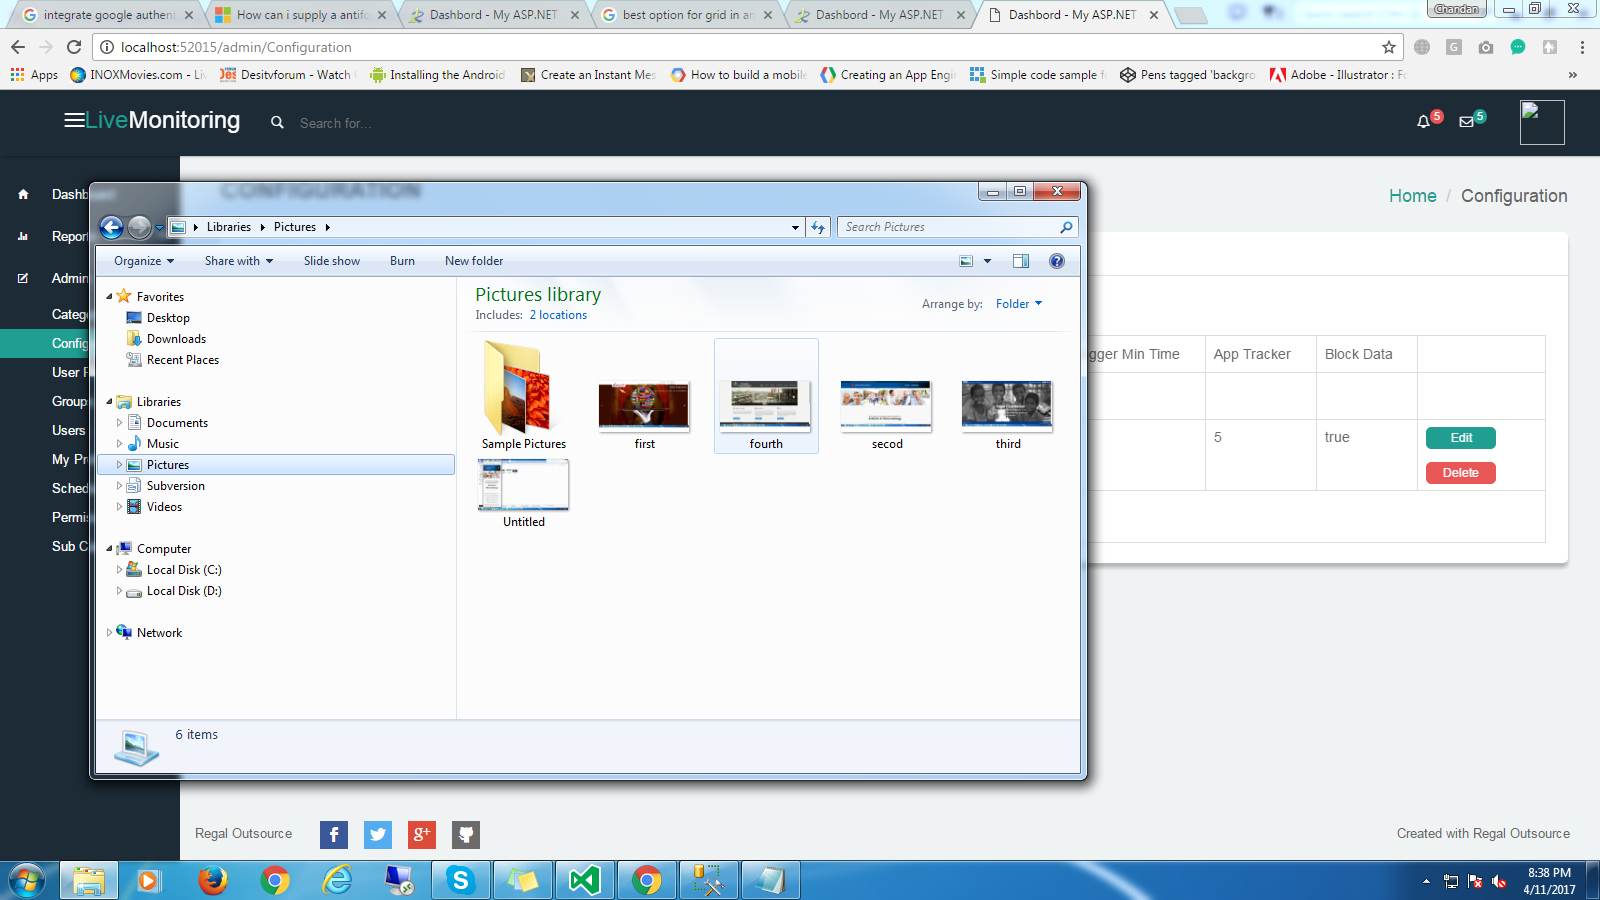 integrate google authent
How can i supply a antifo
Dashbord - My ASP.NET
best option for grid in a
Dashbord - My ASP.NET
Dashbord - My ASP.NET
Chandan
localhost:52015/admin/Configuration
Apps
INOXMovies.com - Liv
Desitvforum - Watch
Installing the Android
Create an Instant Mes
How to build a mobile
Creating an App Engi
Simple code sample f
Pens tagged 'backgro
Adobe - Illustrator : Fo
LiveMonitoring
Search for...
5
5
CONFIGURATION
Home / Configuration
Dashboard
Report
Admin
Catego
Config
User P
Group
Users
My Pr
Sched
Permis
Sub C
Libraries
Pictures
Search Pictures
Organize
Share with
Slide show
Burn
New folder
Favorites
Desktop
Downloads
Recent Places
Libraries
Documents
Music
Pictures
Subversion
Videos
Computer
Local Disk (C:)
Local Disk (D:)
Network
Pictures library
Includes: 2 locations
Arrange by: Folder
Sample Pictures
first
fourth
secod
third
Untitled
6 items
gger Min Time
App Tracker
Block Data
5
true
Edit
Delete
Regal Outsource
Created with Regal Outsource
8:38 PM
4/11/2017